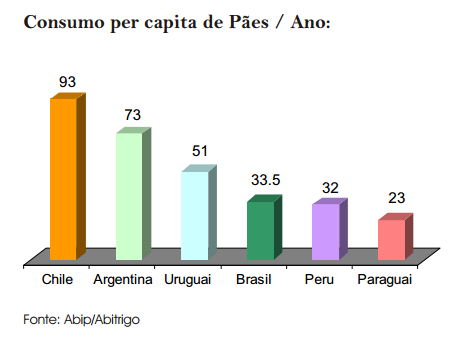 Consumo per capita de Pães / Ano:
93
73
51
33.5
32
23
Chile Argentina Uruguai Brasil Peru Paraguai
Fonte: Abip/Abitrigo